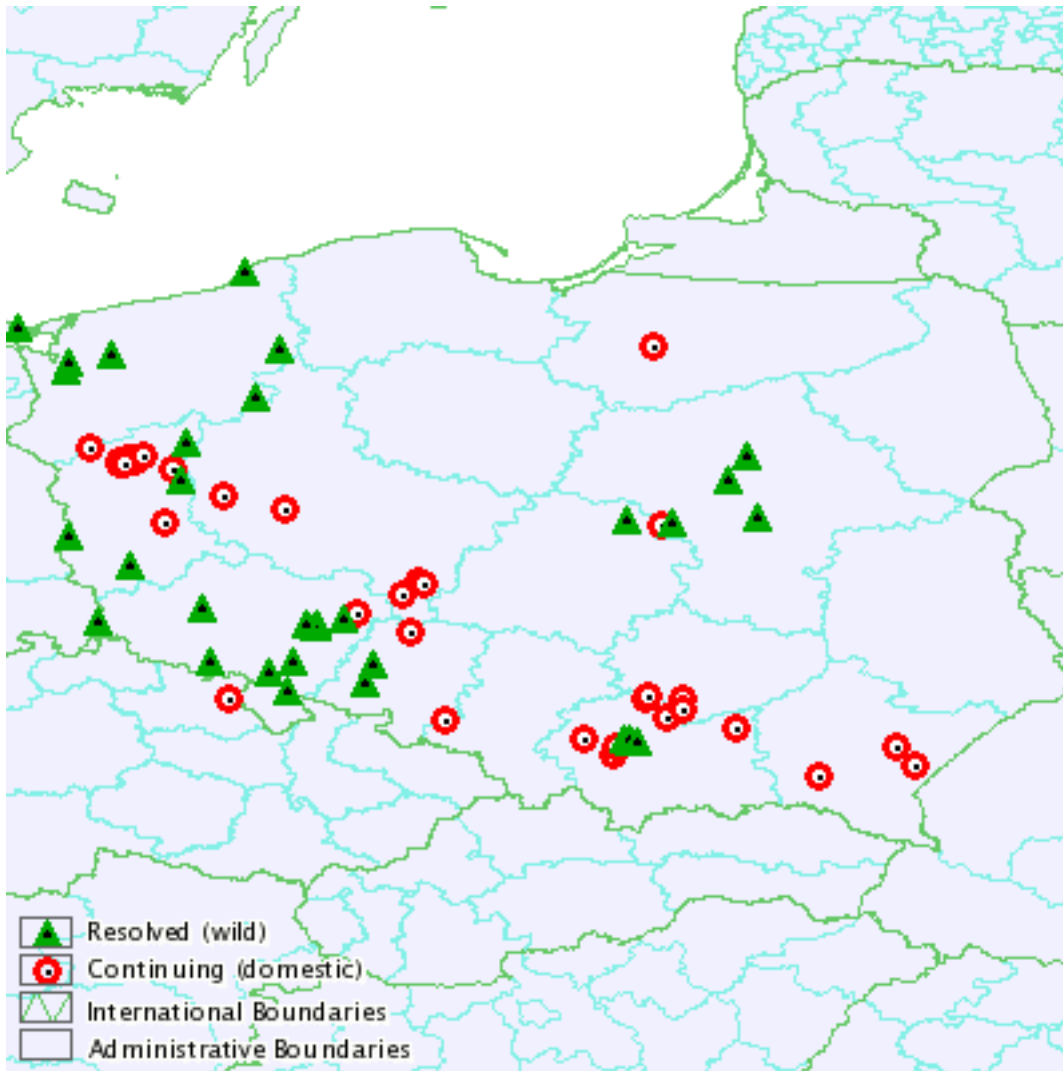 Resolved (wild)
Continuing (domestic)
International Boundaries
Administrative Boundaries